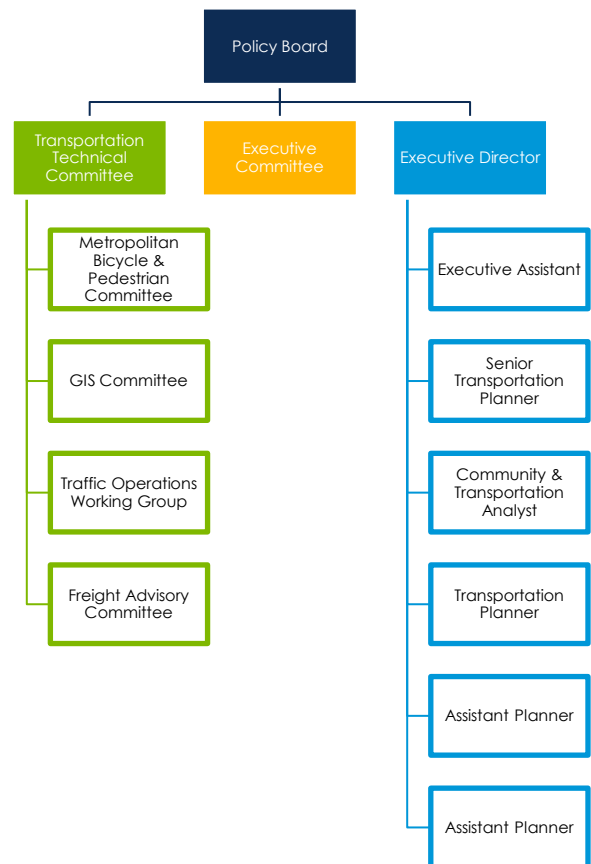 Policy Board
Transportation
Technical
Committee
Executive
Committee
Executive Director
Metropolitan
Bicycle &
Pedestrian
Committee
GIS Committee
Traffic Operations
Working Group
Freight Advisory
Committee
Executive Assistant
Senior
Transportation
Planner
Community &
Transportation
Analyst
Transportation
Planner
Assistant Planner
Assistant Planner